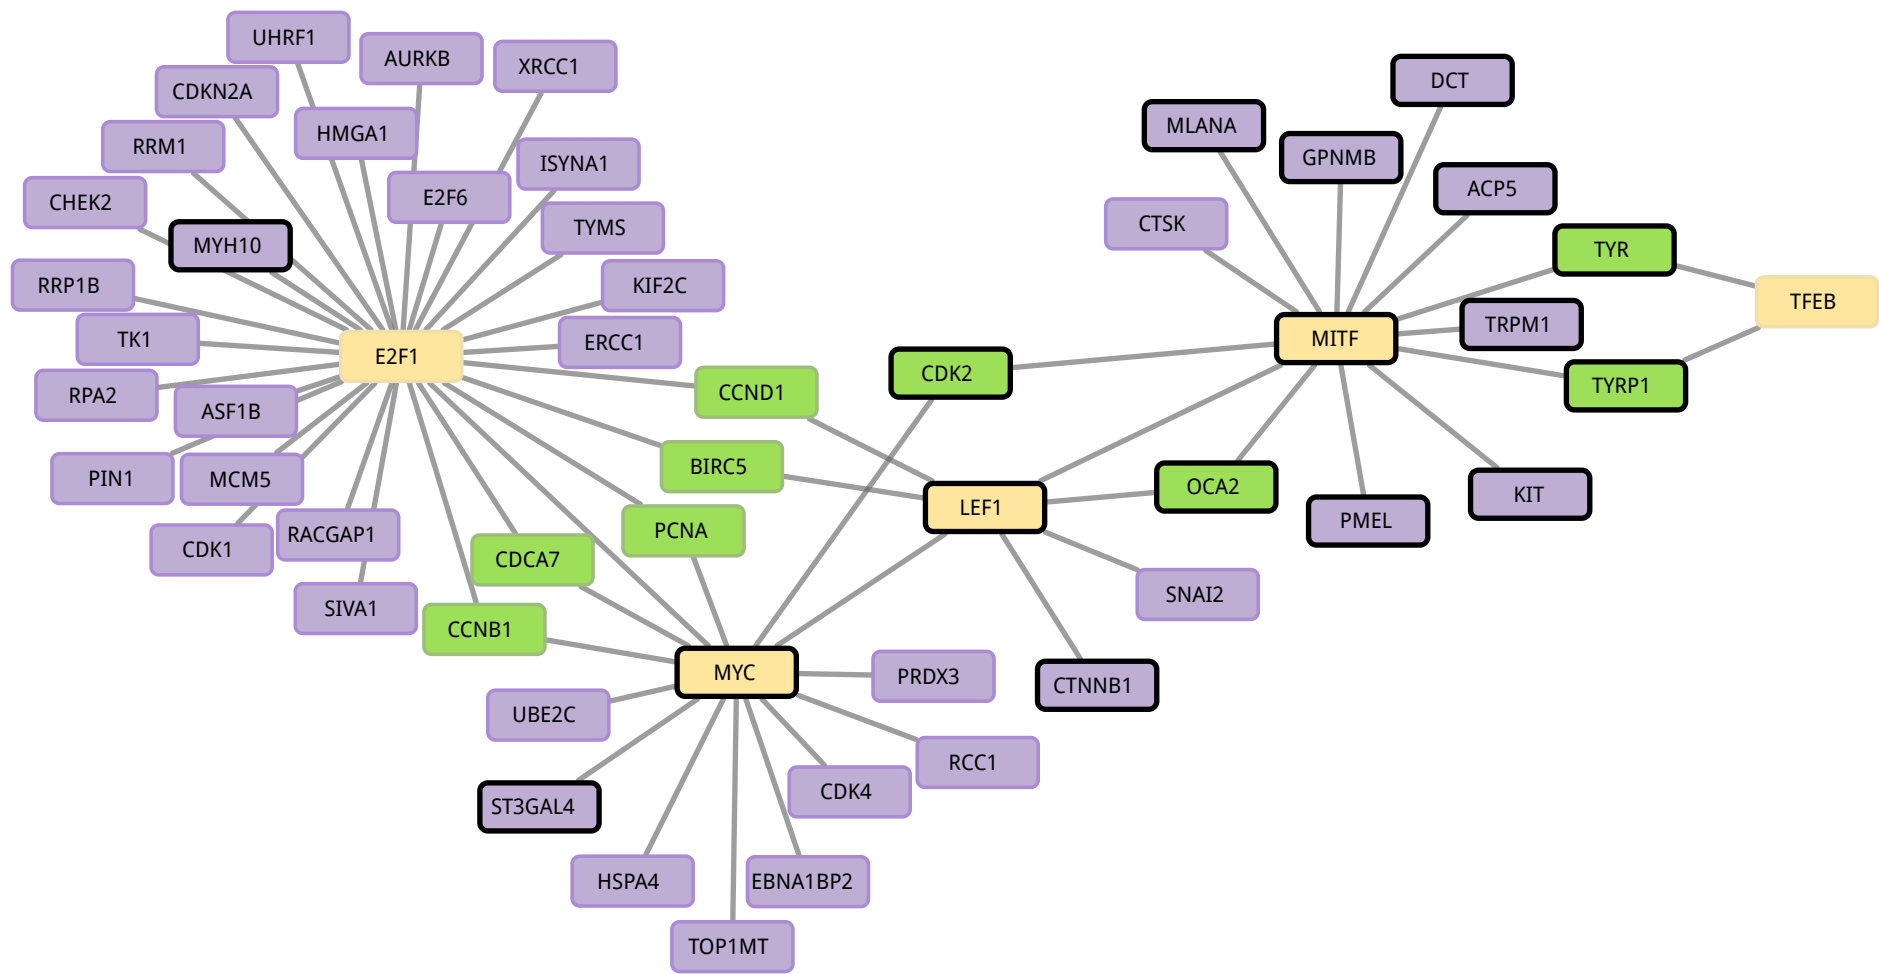 UHRF1
AURKB
XRCC1
DCT
CDKN2A
HMGA1
MLANA
RRM1
GPNMB
ISYNA1
ACP5
E2F6
CHEK2
CTSK
TYMS
MYH10
TYR
RRP1B
KIF2C
TFEB
TRPM1
TK1
MITF
ERCC1
E2F1
CDK2
CCND1
TYRP1
RPA2
ASF1B
BIRC5
PIN1
MCM5
OCA2
KIT
LEF1
PMEL
PCNA
RACGAP1
CDK1
CDCA7
SNAI2
SIVA1
CCNB1
MYC
PRDX3
CTNNB1
UBE2C
RCC1
CDK4
ST3GAL4
HSPA4
EBNA1BP2
TOP1MT